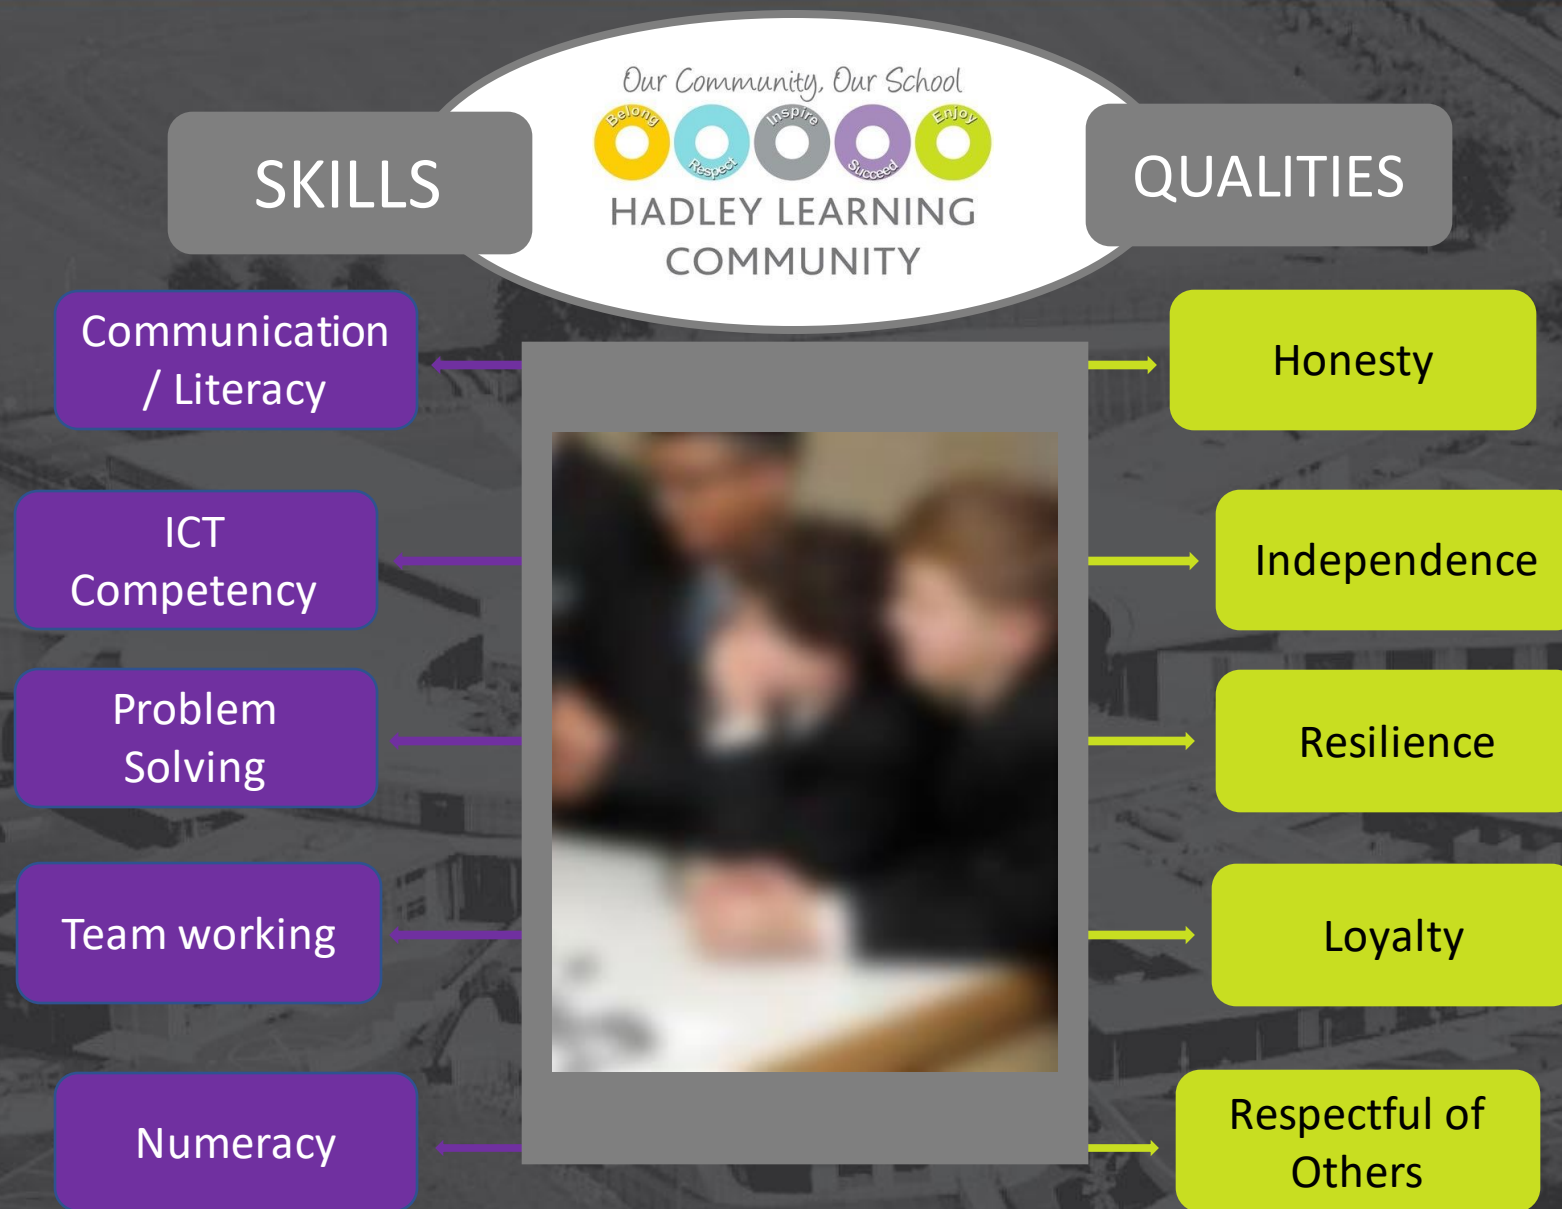 Our Community, Our School
Belong
Respect
Inspire
Succeed
Enjoy
HADLEY LEARNING
COMMUNITY
SKILLS
QUALITIES
Communication
/ Literacy
ICT
Competency
Problem
Solving
Team working
Numeracy
Honesty
Independence
Resilience
Loyalty
Respectful of
Others